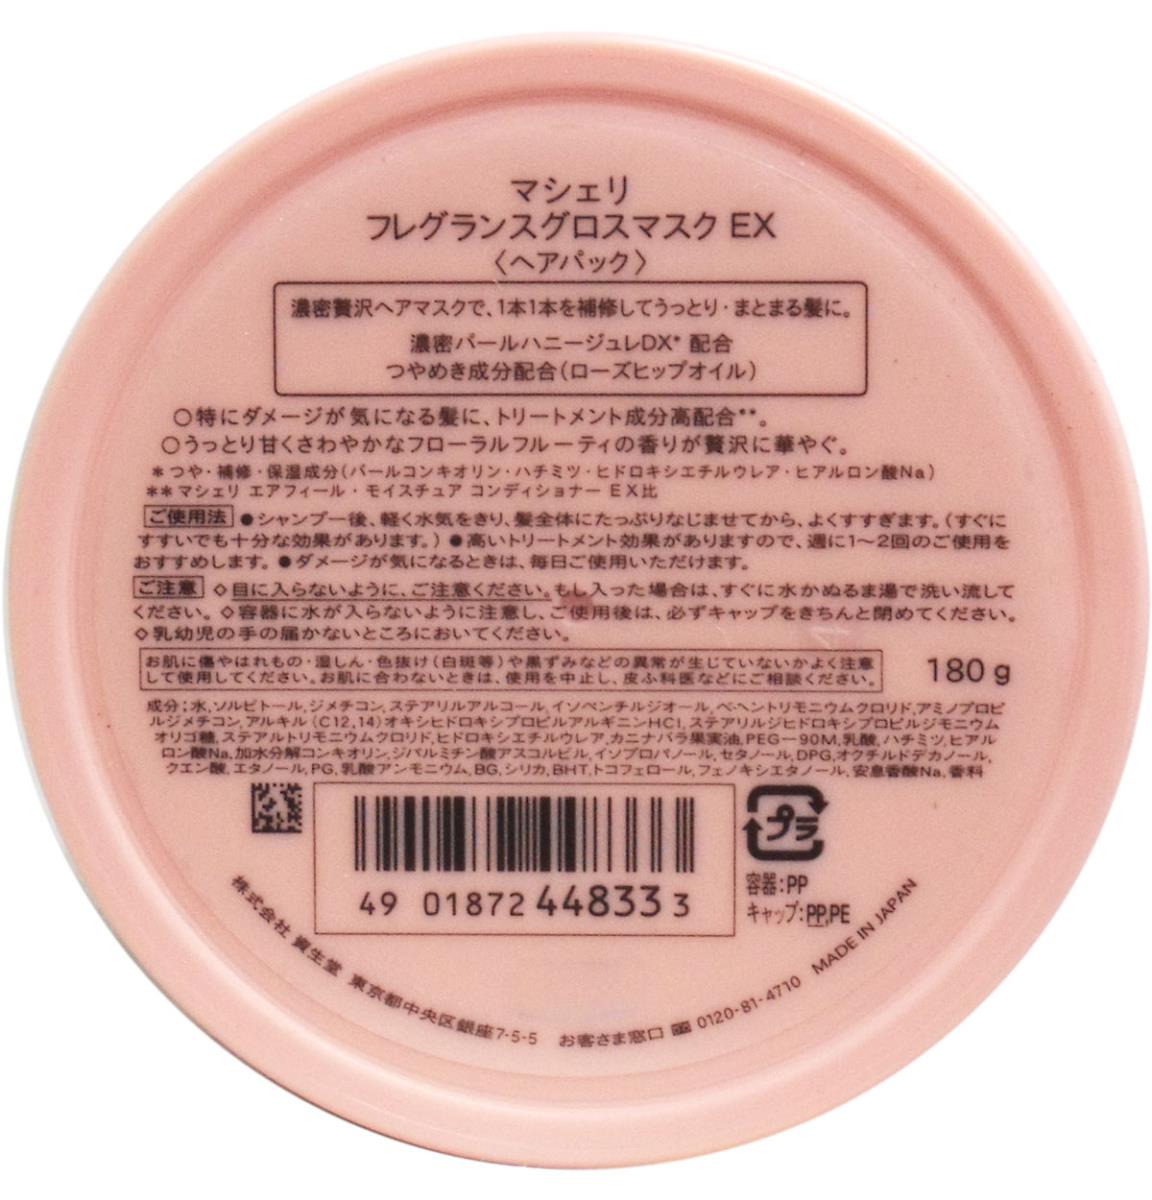 マシェリ
フレグランスグロスマスク EX
〈ヘアパック〉
濃密贅沢ヘアマスクで、1本1本を補修してうっとり・まとまる髪に。
濃密パールハニージュレDX* 配合
つやめき成分配合(ローズヒップオイル)
○特にダメージが気になる髪に、トリートメント成分高配合**。
○うっとり甘くさわやかなフローラルフルーティの香りが贅沢に華やぐ。
*つや・補修・保湿成分(パールコンキオリン・ハチミツ・ヒドロキシエチルウレア・ヒアルロン酸Na)
**マシェリ エアフィール・モイスチュア コンディショナー EX比
ご使用法 ●シャンプー後、軽く水気をきり、髪全体にたっぷりなじませてから、よくすすぎます。(すぐに
すすいでも十分な効果があります。) ●高いトリートメント効果がありますので、週に1〜2回のご使用を
おすすめします。●ダメージが気になるときは、毎日ご使用いただけます。
ご注意 ◇目に入らないように、ご注意ください。もし入った場合は、すぐに水かぬるま湯で洗い流して
ください。◇容器に水が入らないように注意し、ご使用後は、必ずキャップをきちんと閉めてください。
◇乳幼児の手の届かないところにおいてください。
お肌に傷やはれもの・湿しん・色抜け(白斑等)や黒ずみなどの異常が生じていないかよく注意
して使用してください。お肌に合わないときは、使用を中止し、皮ふ科医などにご相談ください。
180g
成分:水,ソルビトール,ジメチコン,ステアリルアルコール,イソペンチルジオール,ベヘントリモニウムクロリド,アミノプロピ
ルジメチコン,アルキル(C12,14)オキシヒドロキシプロピルアルギニンHCl,ステアリルジヒドロキシプロピルジモニウム
オリゴ糖,ステアルトリモニウムクロリド,ヒドロキシエチルウレア,カニナバラ果実油,PEG-90M,乳酸,ハチミツ,ヒアル
ロン酸Na,加水分解コンキオリン,ジパルミチン酸アスコルビル,イソプロパノール,セタノール,DPG,オクチルドデカノール,
クエン酸,エタノール,PG,乳酸アンモニウム,BG,シリカ,BHT,トコフェロール,フェノキシエタノール,安息香酸Na,香料
プラ
容器:PP
キャップ:PP,PE
49 01872 44833 3
株式会社 資生堂 東京都中央区銀座7-5-5 お客さま窓口 0120-81-4710 MADE IN JAPAN